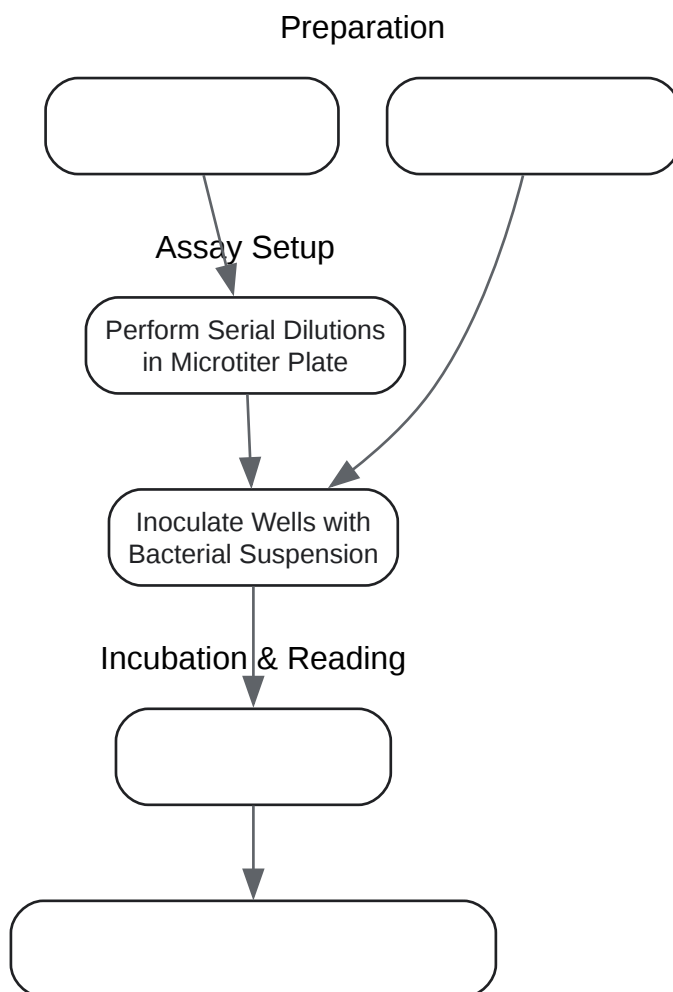 Preparation
Assay Setup
Perform Serial Dilutions
in Microtiter Plate
Inoculate Wells with
Bacterial Suspension
Incubation & Reading